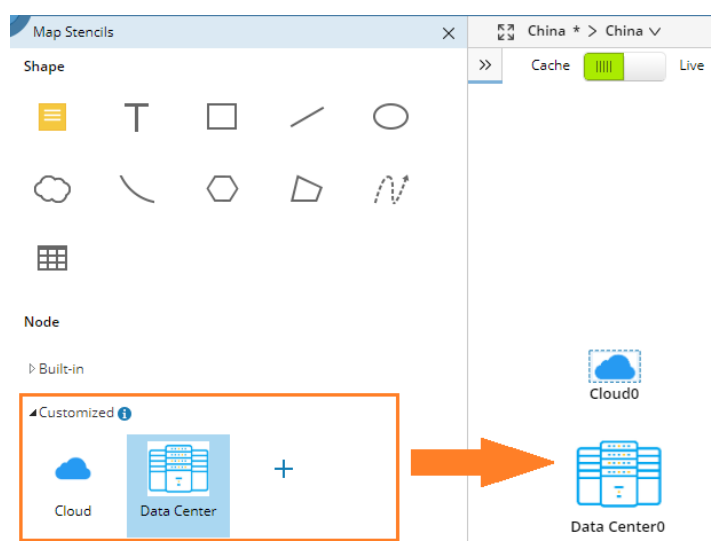 Map Stencils
China * > China
Shape
Cache
Live
T
Node
Built-in
Customized
Cloud
Data Center
Cloud0
Data Center0